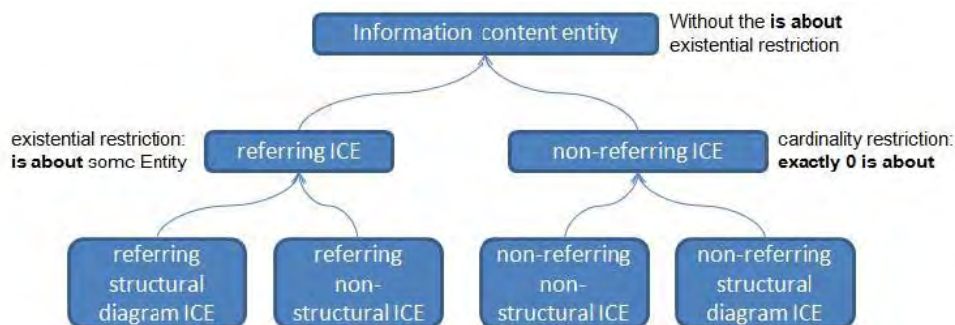 Information content entity
Without the is about
existential restriction
existential restriction:
is about some Entity
referring ICE
non-referring ICE
cardinality restriction:
exactly 0 is about
referring
structural
diagram ICE
referring
non-
structural ICE
non-referring
non-
structural ICE
non-referring
structural
diagram ICE